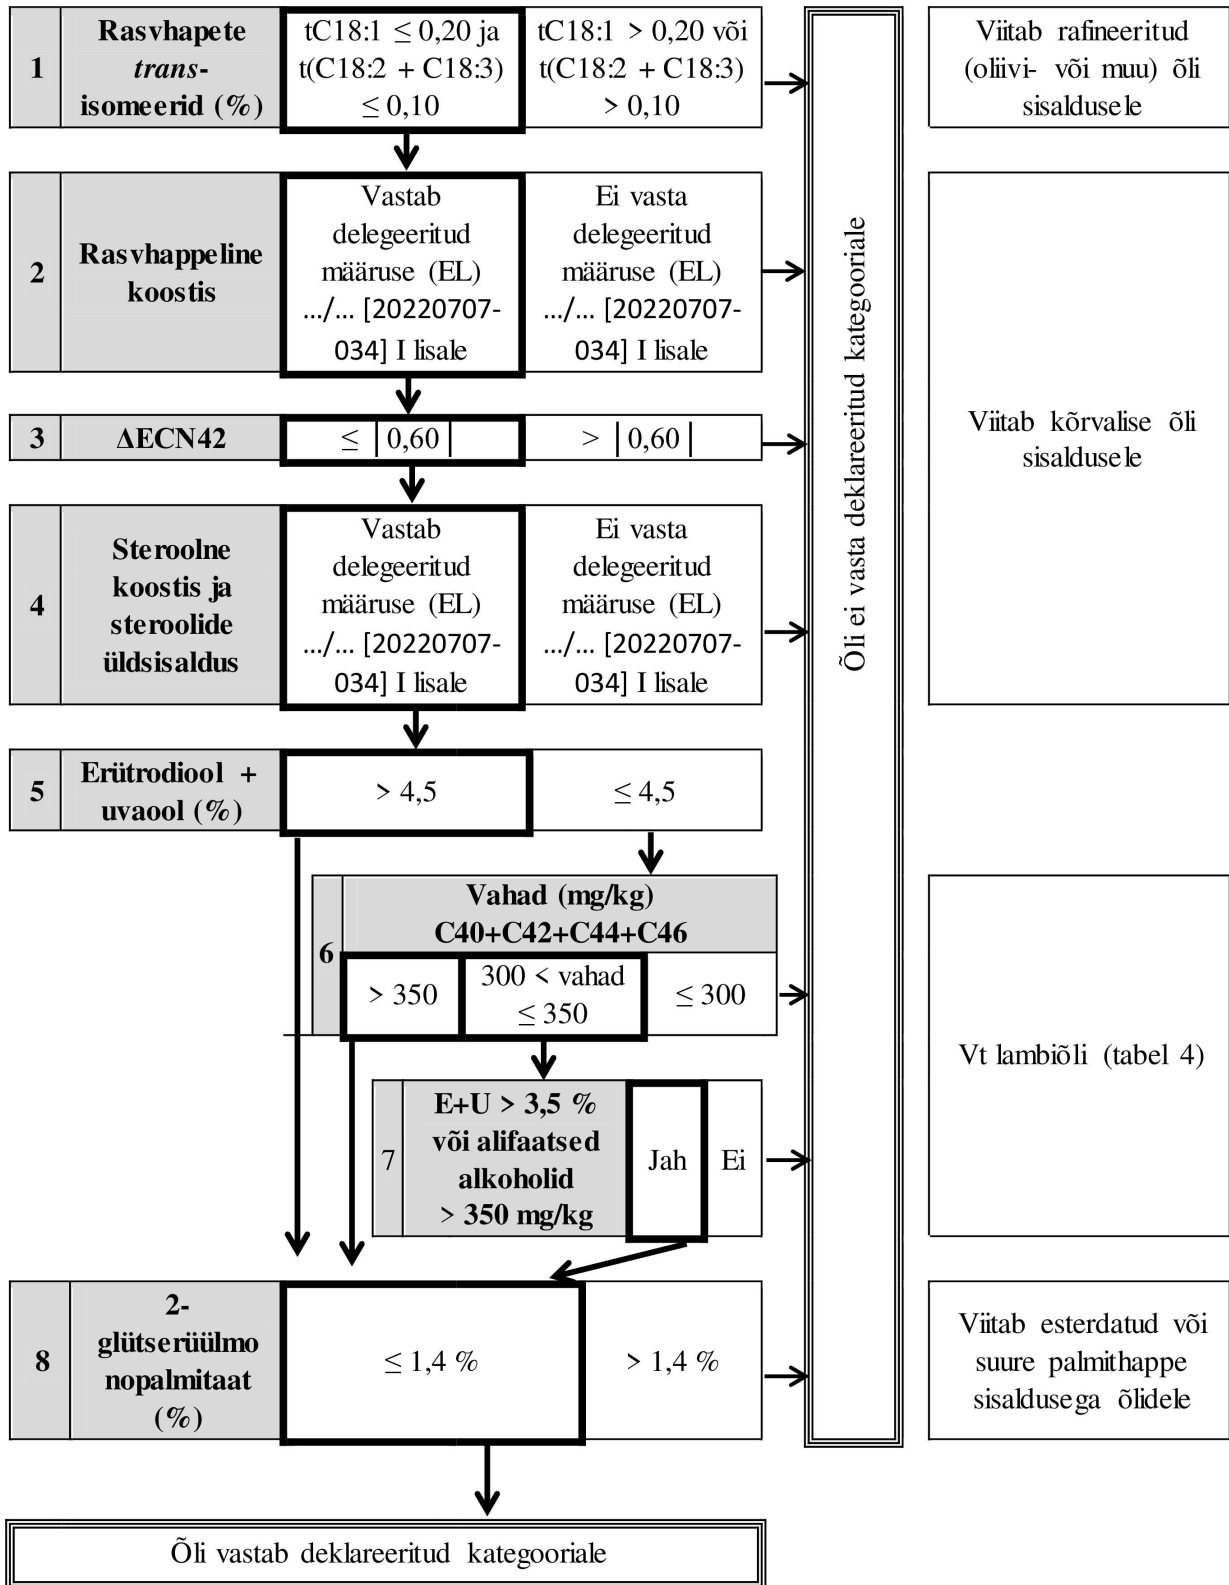 1
Rasvhapete
trans-
isomeerid (%)
tC18:1 ≤ 0,20 ja
t(C18:2 + C18:3)
≤ 0,10
tC18:1 > 0,20 või
t(C18:2 + C18:3)
> 0,10
Viitab rafineeritud
(oliivi- või muu) õli
sisaldusele
2
Rasvhappeline
koostis
Vastab
delegeeritud
määruse (EL)
.../... [20220707-
034] I lisale
Ei vasta
delegeeritud
määruse (EL)
.../... [20220707-
034] I lisale
Õli ei vasta deklareeritud kategooriale
Viitab kõrvalise õli
sisaldusele
3
ΔECN42
≤ |0,60|
> |0,60|
4
Steroolne
koostis ja
steroolide
üldsisaldus
Vastab
delegeeritud
määruse (EL)
.../... [20220707-
034] I lisale
Ei vasta
delegeeritud
määruse (EL)
.../... [20220707-
034] I lisale
5
Erütrodiool +
uvaool (%)
> 4,5
≤ 4,5
6
Vahad (mg/kg)
C40+C42+C44+C46
> 350
300 < vahad
≤ 350
≤ 300
Vt lambiõli (tabel 4)
7
E+U > 3,5 %
või alifaatsed
alkoholid
> 350 mg/kg
Jah
Ei
8
2-
glütserüülmo
nopalmitaat
(%)
≤ 1,4 %
> 1,4 %
Viitab esterdatud või
suure palmithappe
sisaldusega õlidele
Õli vastab deklareeritud kategooriale